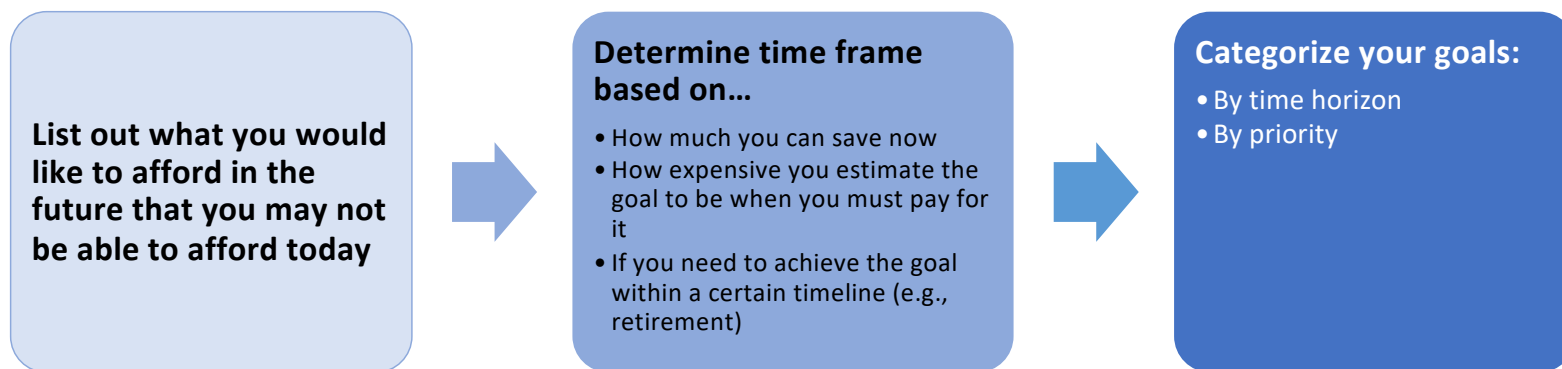 List out what you would
like to afford in the
future that you may not
be able to afford today
Determine time frame
based on…
• How much you can save now
• How expensive you estimate the
goal to be when you must pay for
it
• If you need to achieve the goal
within a certain timeline (e.g.,
retirement)
Categorize your goals:
• By time horizon
• By priority